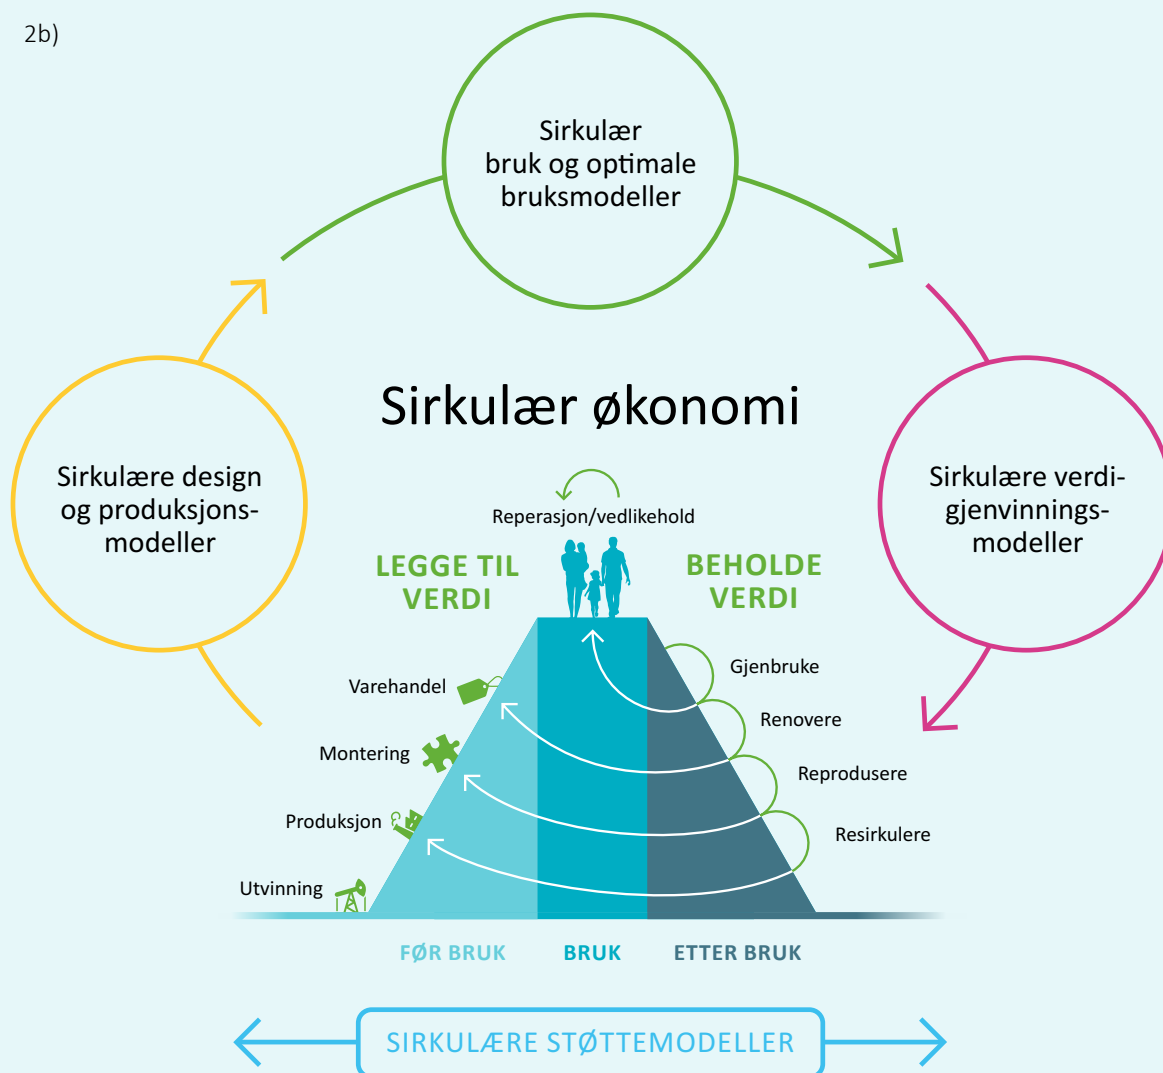 2b)
Sirkulær
bruk og optimale
bruksmodeller
Sirkulær økonomi
Sirkulære design
og produksjons-
modeller
Sirkulære verdi-
gjenvinnings-
modeller
Reperasjon/vedlikehold
LEGGE TIL
VERDI
BEHOLDE
VERDI
Varehandel
Montering
Produksjon
Utvinning
Gjenbruke
Renovere
Reprodusere
Resirkulere
FØR BRUK
BRUK
ETTER BRUK
SIRKULÆRE STØTTEMODELLER